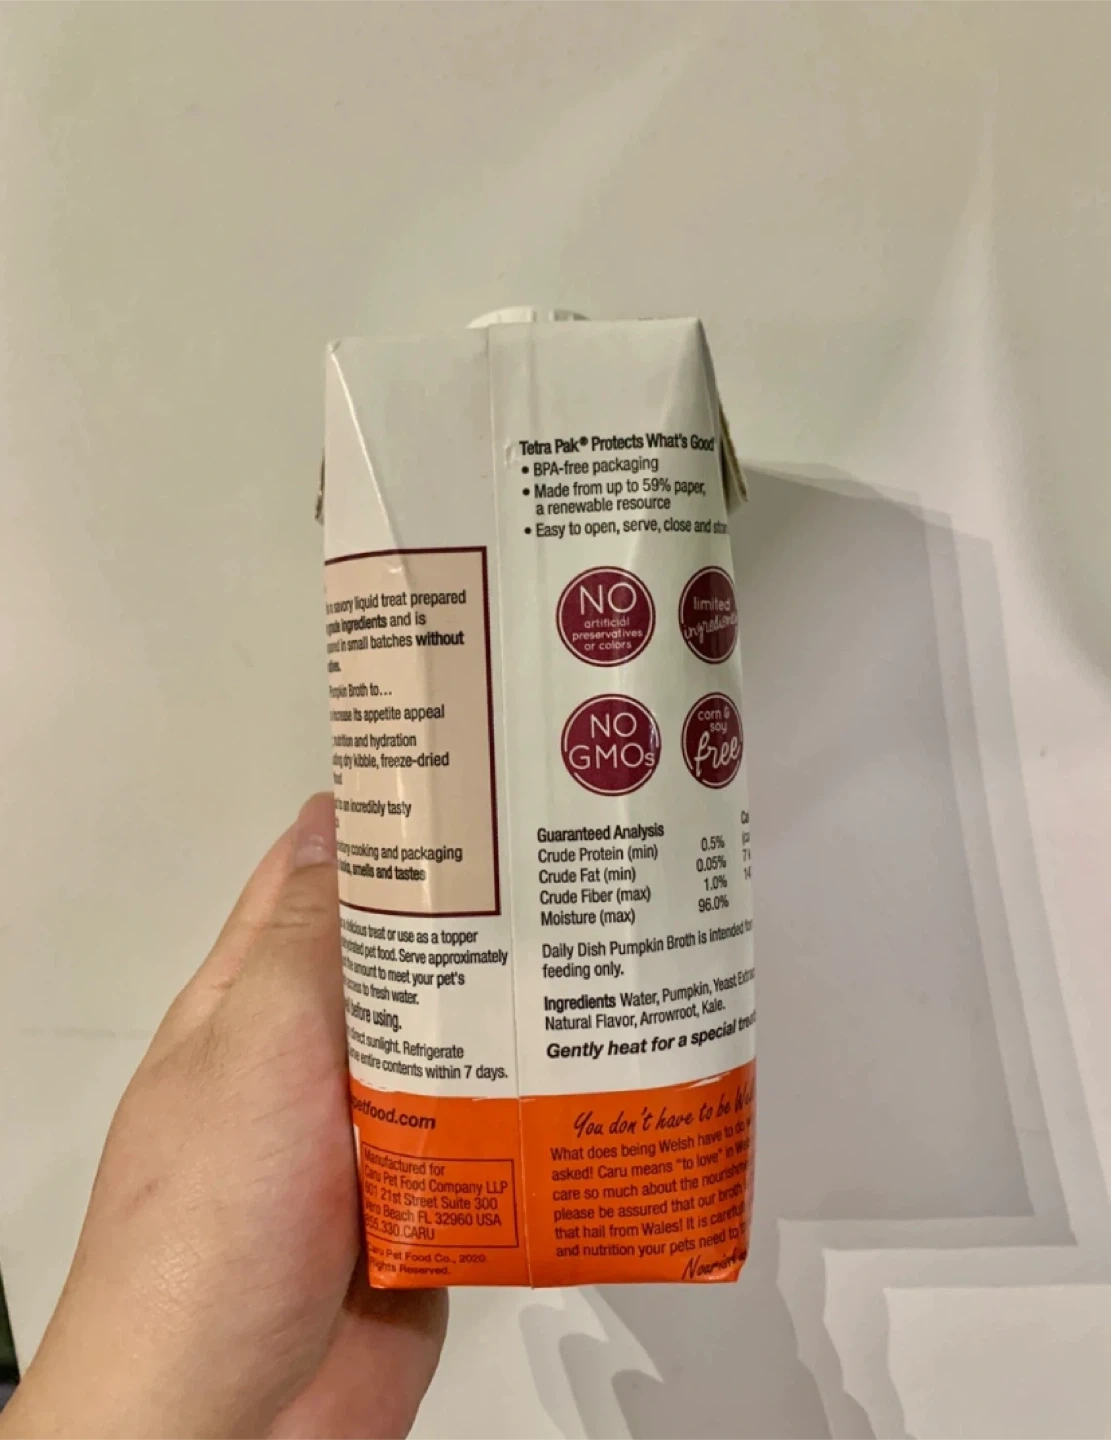 savory liquid treat prepared
ingredients and is
in small batches without
Broth to...
its appetite appeal
and hydration
dry kibble, freeze-dried
an incredibly tasty
cooking and packaging
smells and tastes
treat or use as a topper
pet food. Serve approximately
amount to meet your pet's
to fresh water.
before using.
sunlight. Refrigerate
entire contents within 7 days.
petfood.com
Manufactured for
Caru Pet Food Company LLP
801 21st Street Suite 300
Vero Beach FL 32960 USA
855.330.CARU
Caru Pet Food Co., 2020.
Rights Reserved.
Tetra Pak® Protects What's Good
• BPA-free packaging
• Made from up to 59% paper,
a renewable resource
• Easy to open, serve, close and
NO
artificial
preservatives
or colors
limited
ingredients
NO
GMOs
corn &
soy
free
Guaranteed Analysis
Crude Protein (min) 0.5%
Crude Fat (min) 0.05%
Crude Fiber (max) 1.0%
Moisture (max) 96.0%
Daily Dish Pumpkin Broth is intended for
feeding only.
Ingredients Water, Pumpkin, Yeast
Natural Flavor, Arrowroot, Kale.
Gently heat for a special
You don't have to be
What does being Welsh have to do
asked! Caru means "to love" in
care so much about the
please be assured that our broth
that hail from Wales! It is
and nutrition your pets need to